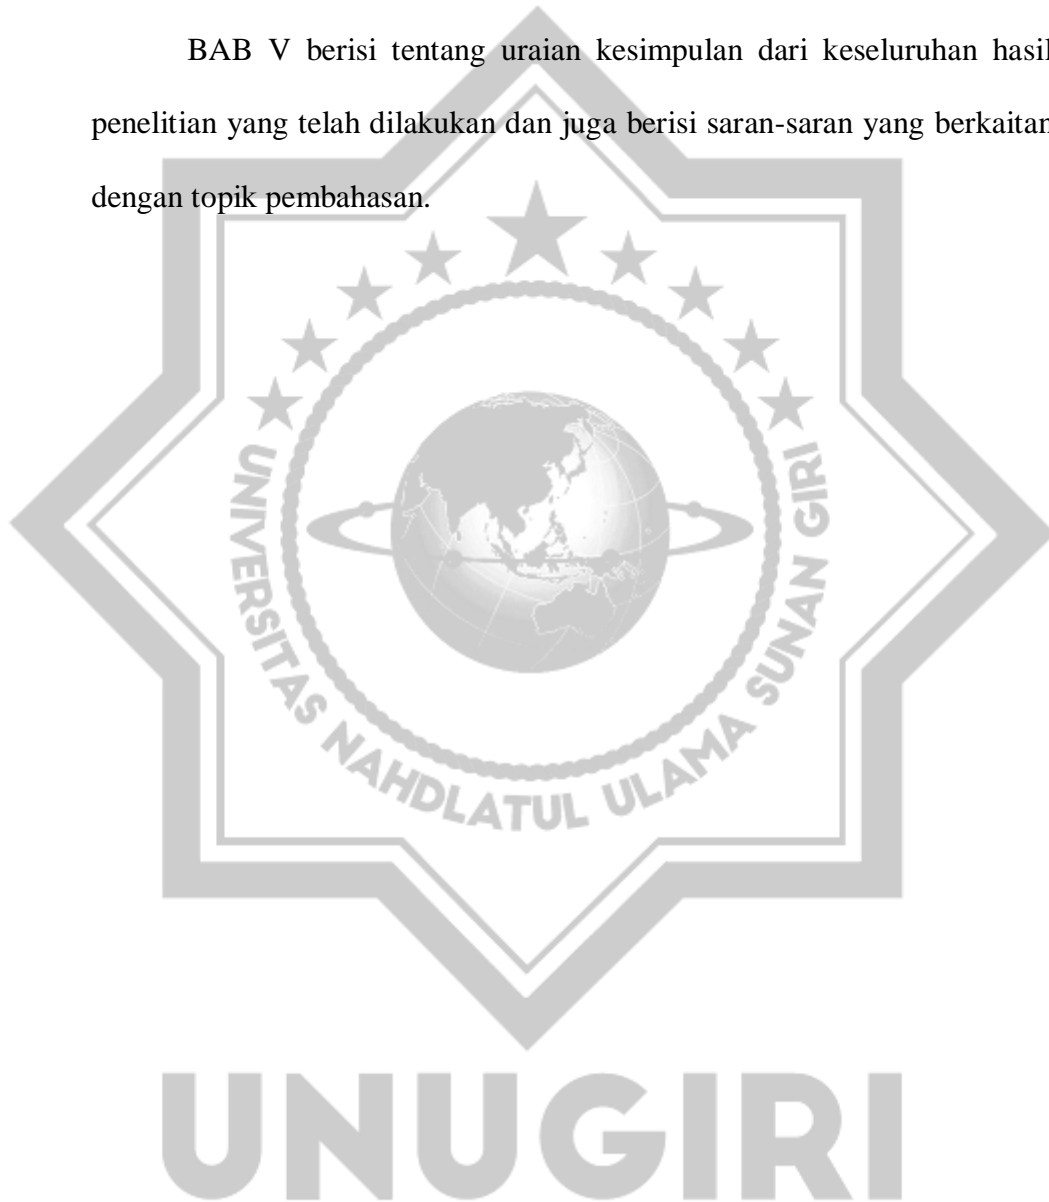 BAB V berisi tentang uraian kesimpulan dari keseluruhan hasil
penelitian yang telah dilakukan dan juga berisi saran-saran yang berkaitan
dengan topik pembahasan.
UNIVERSITAS NAHDLATUL ULAMA SUNAN GIRI
UNUGIRI